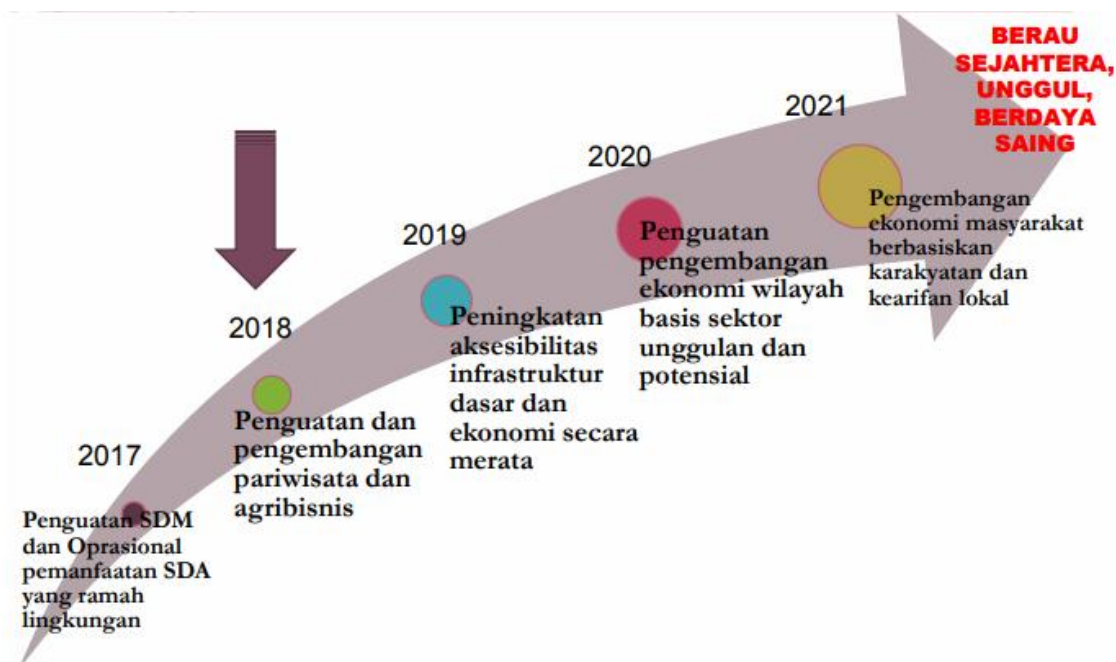 2017
Penguatan SDM
dan Oprasional
pemanfaatan SDA
yang ramah
lingkungan
2018
Penguatan dan
pengembangan
pariwisata dan
agribisnis
2019
Peningkatan
aksesibilitas
infrastruktur
dasar dan
ekonomi secara
merata
2020
Penguatan
pengembangan
ekonomi wilayah
basis sektor
unggulan dan
potensial
2021
Pengembangan
ekonomi masyarakat
berbasiskan
karakyatan dan
kearifan lokal
BERAU
SEJAHTERA,
UNGGUL,
BERDAYA
SAING